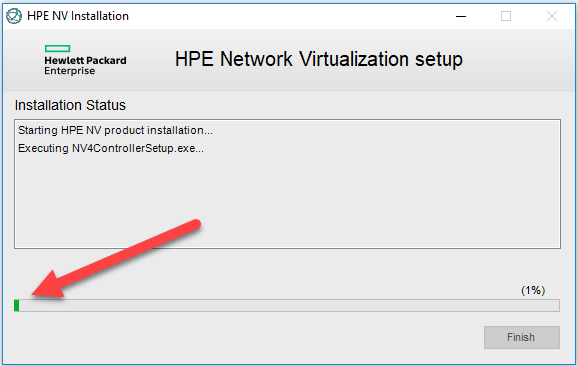 HPE NV Installation
Hewlett Packard
Enterprise
HPE Network Virtualization setup
Installation Status
Starting HPE NV product installation...
Executing NV4ControllerSetup.exe...
(1%)
Finish